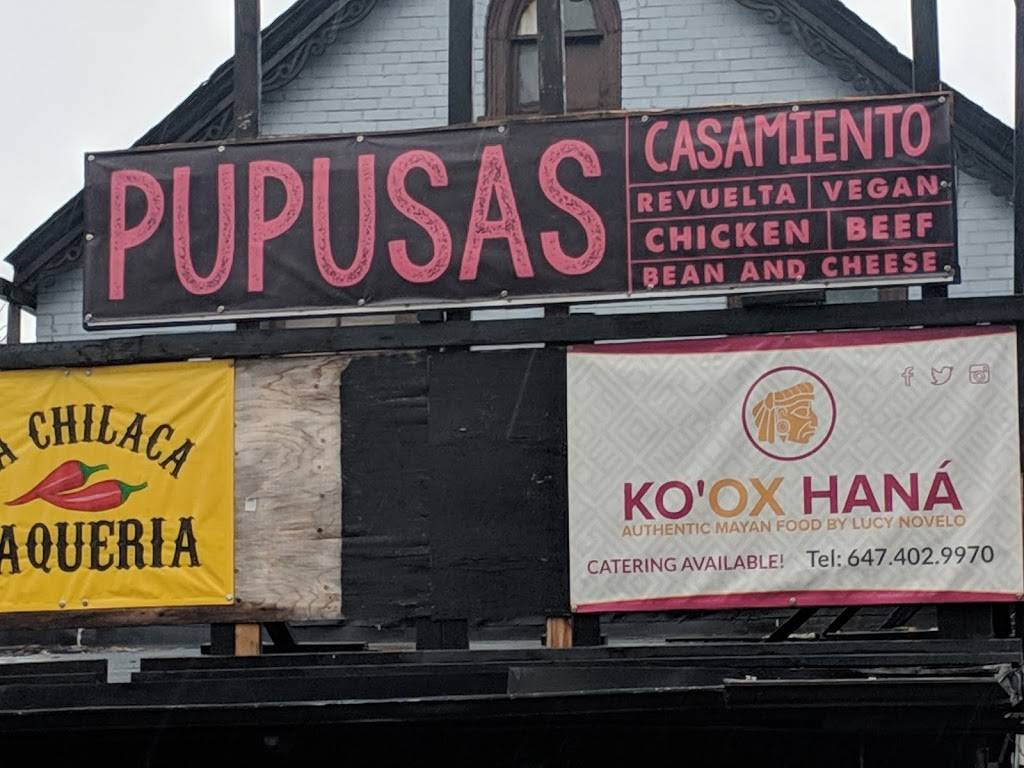 PUPUSAS
CASAMIENTO
REVUELTA VEGAN
CHICKEN BEEF
BEAN AND CHEESE
A CHILACA
AQUERIA
KO'OX HANÁ
AUTHENTIC MAYAN FOOD BY LUCY NOVELO
CATERING AVAILABLE! Tel: 647.402.9970